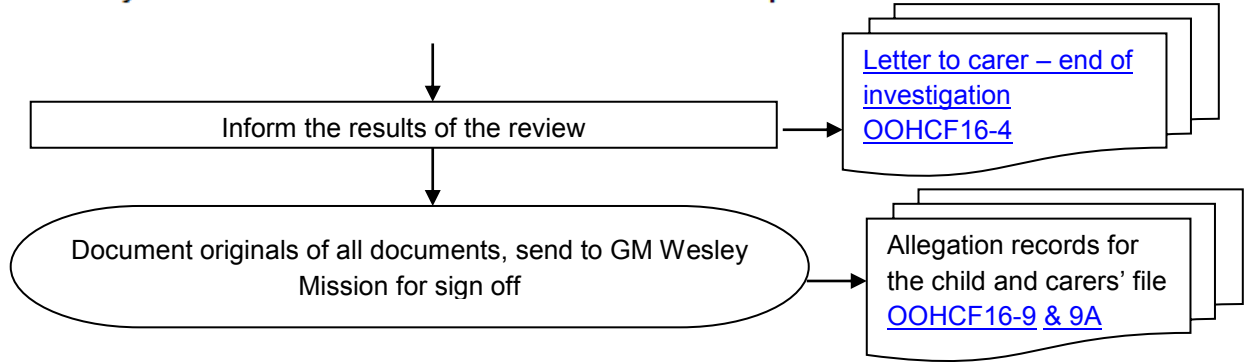 Letter to carer – end of
investigation
OOHCF16-4
Inform the results of the review
Document originals of all documents, send to GM Wesley
Mission for sign off
Allegation records for
the child and carers’ file
OOHCF16-9 & 9A